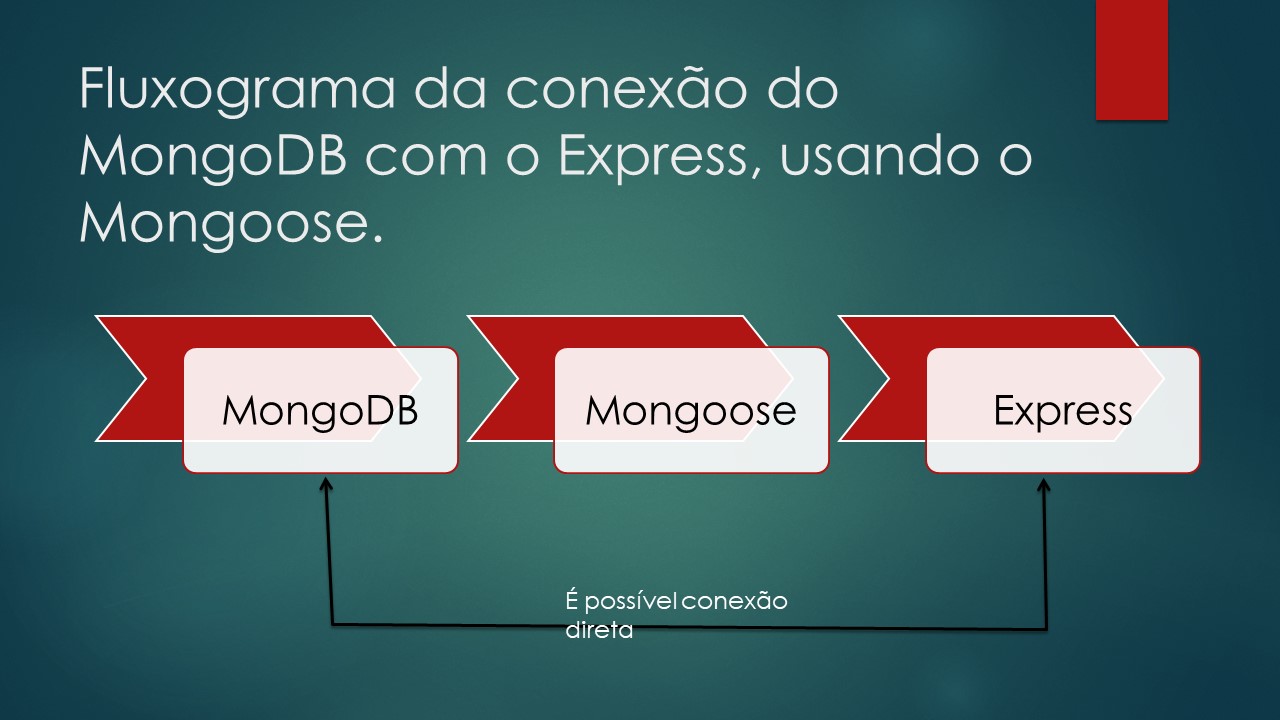 Fluxograma da conexão do
MongoDB com o Express, usando o
Mongoose.
MongoDB
Mongoose
Express
É possível conexão
direta